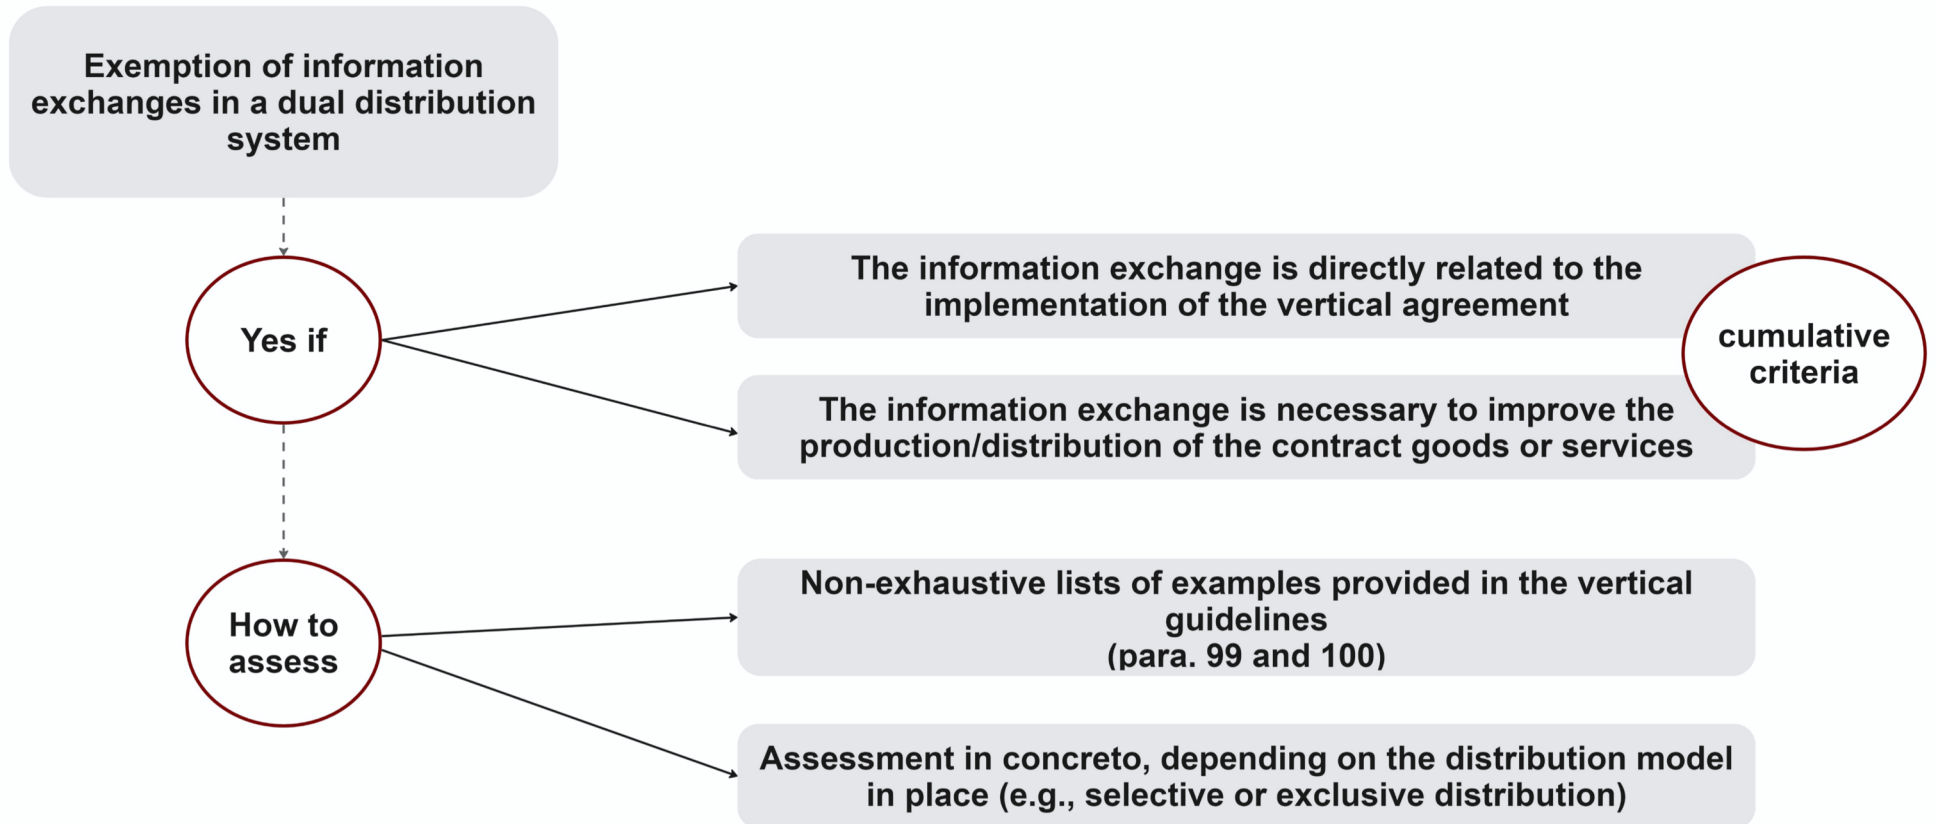 Exemption of information
exchanges in a dual distribution
system
Yes if
The information exchange is directly related to the
implementation of the vertical agreement
The information exchange is necessary to improve the
production/distribution of the contract goods or services
cumulative
criteria
How to
assess
Non-exhaustive lists of examples provided in the vertical
guidelines
(para. 99 and 100)
Assessment in concreto, depending on the distribution model
in place (e.g., selective or exclusive distribution)